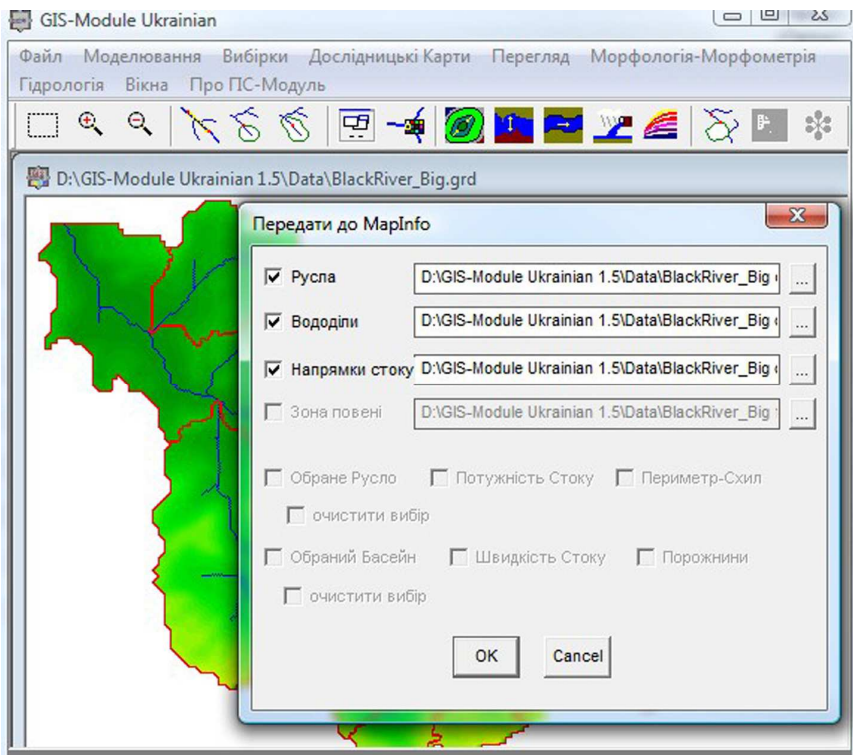 GIS-Module Ukrainian
Файл Моделювання Вибірки Дослідницькі Карти Перегляд Морфологія-Морфометрія
Гідрологія Вікна Про ГІС-Модуль
D:\GIS-Module Ukrainian 1.5\Data\BlackRiver_Big.grd
Передати до MapInfo
Русла D:\GIS-Module Ukrainian 1.5\Data\BlackRiver_Big ...
Вододіли D:\GIS-Module Ukrainian 1.5\Data\BlackRiver_Big ...
Напрямки стоку D:\GIS-Module Ukrainian 1.5\Data\BlackRiver_Big ...
Зона повені D:\GIS-Module Ukrainian 1.5\Data\BlackRiver_Big ...
Обране Русло Потужність Стоку Периметр-Схил
очистити вибір
Обраний Басейн Швидкість Стоку Порожнини
очистити вибір
OK Cancel